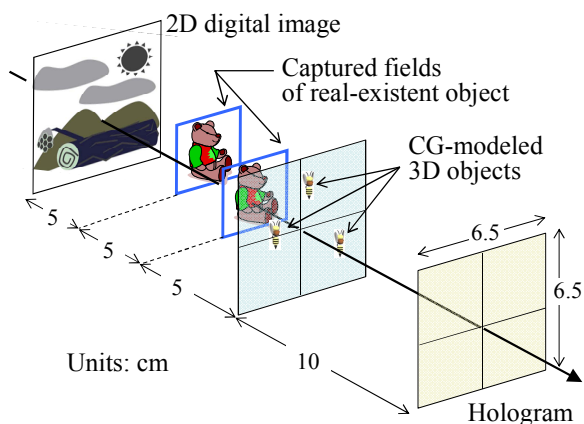 2D digital image
Captured fields
of real-existent object
CG-modeled
3D objects
5
5
5
6.5
6.5
10
Units: cm
Hologram